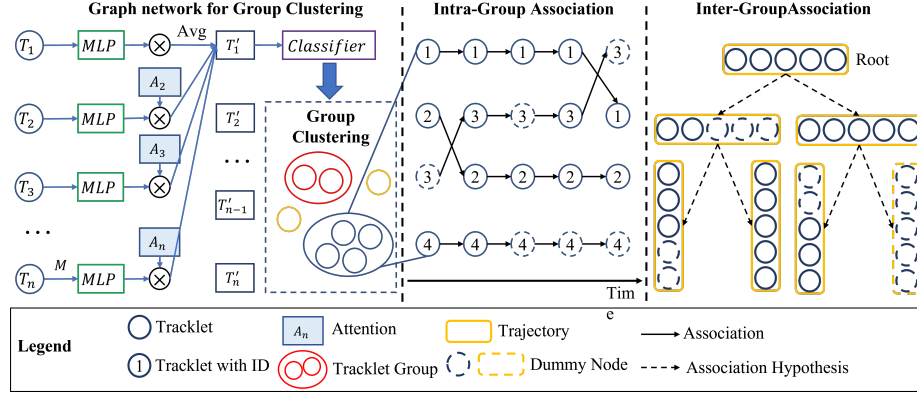 Graph network for Group Clustering
Intra-Group Association
Inter-GroupAssociation
T1 MLP Avg T′1 Classifier
A2
T2 MLP T′2
A3
T3 MLP ...
T′n−1
...
An
Tn M MLP T′n
Group
Clustering
1 1 1 1 3
2 3 3 3 1
3 2 2 2 2
4 4 4 4 4
Tim
e
Root
Legend
Tracklet
An Attention
Trajectory
Association
1 Tracklet with ID
Tracklet Group
Dummy Node
Association Hypothesis